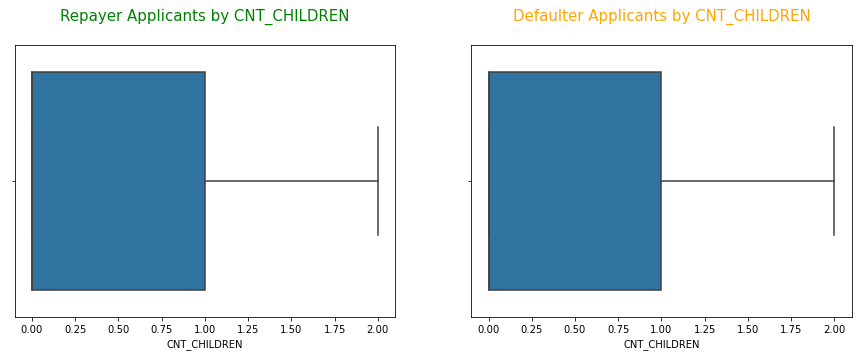 Repayer Applicants by CNT_CHILDREN
Defaulter Applicants by CNT_CHILDREN
0.00 0.25 0.50 0.75 1.00 1.25 1.50 1.75 2.00
CNT_CHILDREN
0.00 0.25 0.50 0.75 1.00 1.25 1.50 1.75 2.00
CNT_CHILDREN